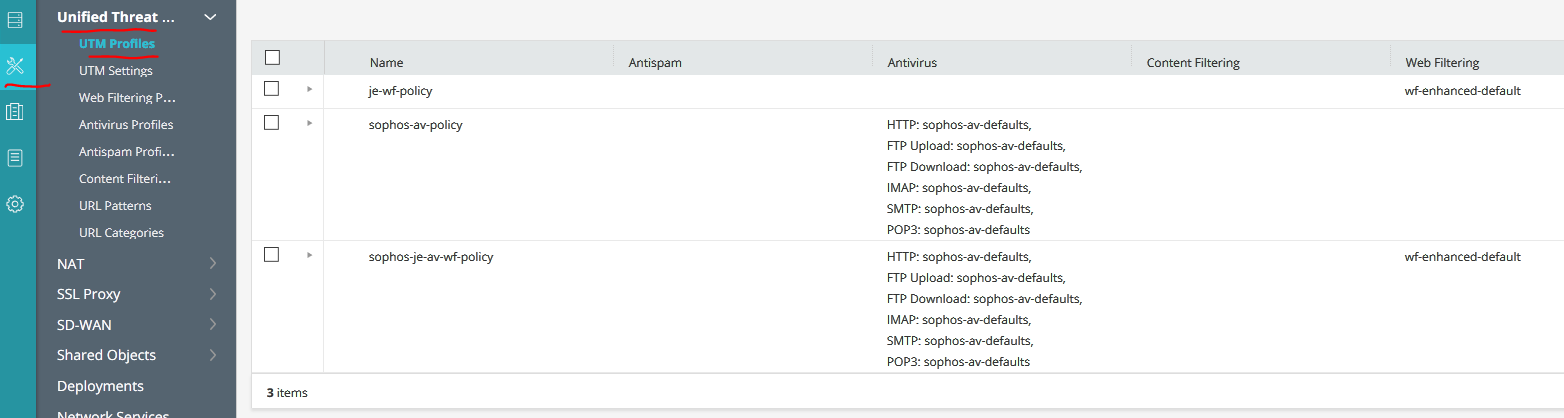 Unified Threat ...
UTM Profiles
UTM Settings
Web Filtering P...
Antivirus Profiles
Antispam Profi...
Content Filteri...
URL Patterns
URL Categories
NAT
SSL Proxy
SD-WAN
Shared Objects
Deployments
Network Services
Name Antispam Antivirus Content Filtering Web Filtering
je-wf-policy wf-enhanced-default
sophos-av-policy HTTP: sophos-av-defaults,
FTP Upload: sophos-av-defaults,
FTP Download: sophos-av-defaults,
IMAP: sophos-av-defaults,
SMTP: sophos-av-defaults,
POP3: sophos-av-defaults
sophos-je-av-wf-policy HTTP: sophos-av-defaults, wf-enhanced-default
FTP Upload: sophos-av-defaults,
FTP Download: sophos-av-defaults,
IMAP: sophos-av-defaults,
SMTP: sophos-av-defaults,
POP3: sophos-av-defaults
3 items